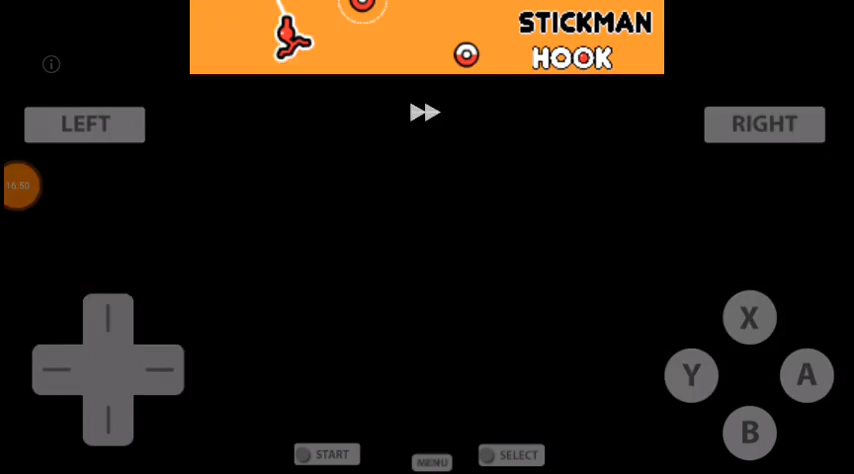 STICKMAN
HOOK
LEFT
RIGHT
16.50
X
Y
A
B
START
MENU
SELECT